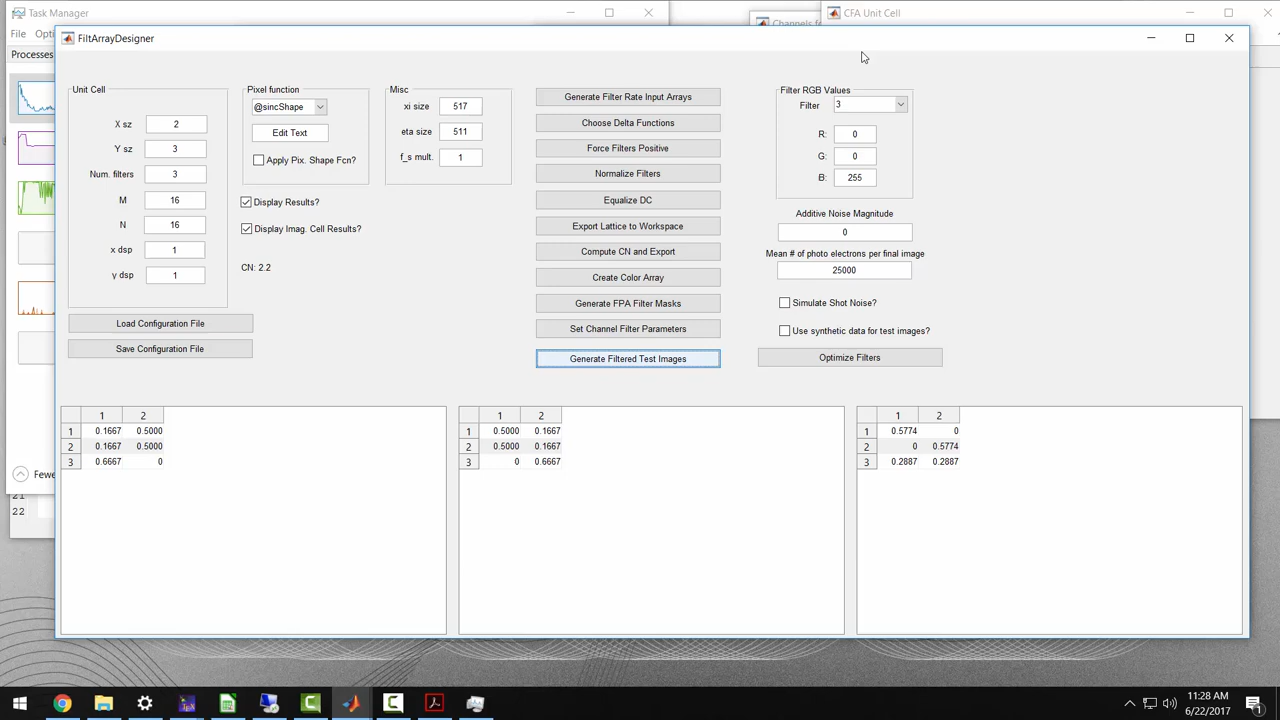 Task Manager
CFA Unit Cell
Channels for
File Opti
FiltArrayDesigner
Processes
Unit Cell
X sz 2
Y sz 3
Num. filters 3
M 16
N 16
x dsp 1
y dsp 1
Load Configuration File
Save Configuration File
Pixel function
@sincShape
Edit Text
Apply Pix. Shape Fcn?
Display Results?
Display Imag. Cell Results?
CN: 2.2
Misc
xi size 517
eta size 511
f_s mult. 1
Generate Filter Rate Input Arrays
Choose Delta Functions
Force Filters Positive
Normalize Filters
Equalize DC
Export Lattice to Workspace
Compute CN and Export
Create Color Array
Generate FPA Filter Masks
Set Channel Filter Parameters
Generate Filtered Test Images
Filter RGB Values
Filter 3
R: 0
G: 0
B: 255
Additive Noise Magnitude
0
Mean # of photo electrons per final image
25000
Simulate Shot Noise?
Use synthetic data for test images?
Optimize Filters
1 2
1 0.1667 0.5000
2 0.1667 0.5000
3 0.6667 0
1 2
1 0.5000 0.1667
2 0.5000 0.1667
3 0 0.6667
1 2
1 0.5774 0
2 0 0.5774
3 0.2887 0.2887
Fewe
21
22
11:28 AM
6/22/2017
1